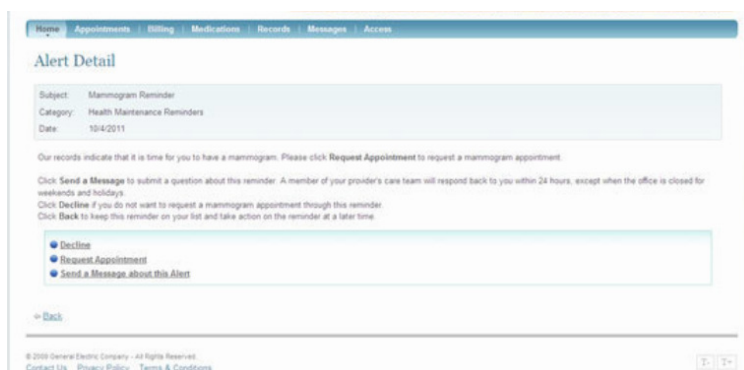 Home | Appointments | Billing | Medications | Records | Messages | Access
Alert Detail
Subject: Mammogram Reminder
Category: Health Maintenance Reminders
Date: 10/4/2011
Our records indicate that it is time for you to have a mammogram. Please click Request Appointment to request a mammogram appointment.
Click Send a Message to submit a question about this reminder. A member of your provider's care team will respond back to you within 24 hours, except when the office is closed for
weekends and holidays.
Click Decline if you do not want to request a mammogram appointment through this reminder.
Click Back to keep this reminder on your list and take action on the reminder at a later time.
Decline
Request Appointment
Send a Message about this Alert
Back
© 2009 General Electric Company - All Rights Reserved.
Contact Us Privacy Policy Terms & Conditions
T- T+